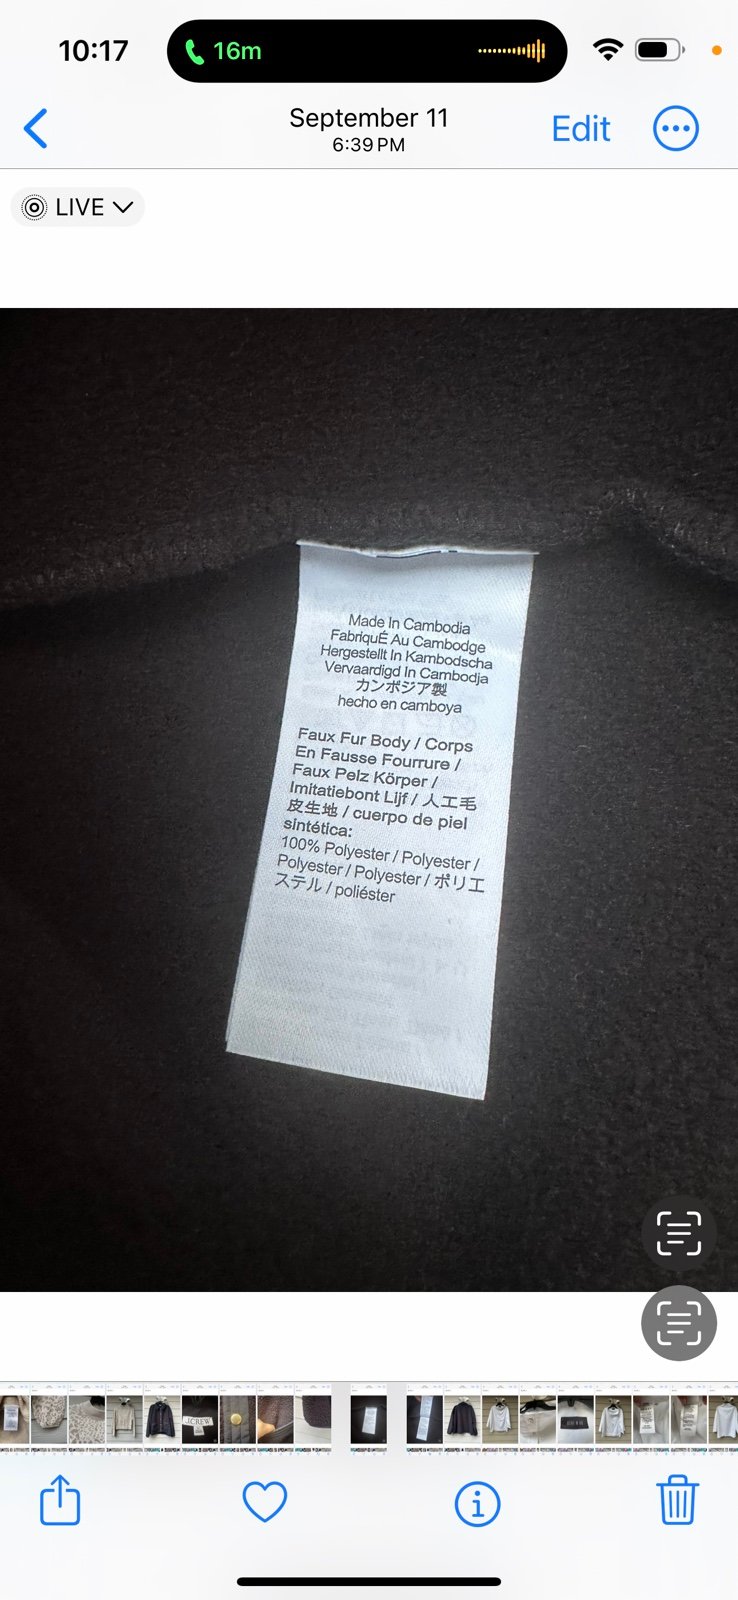 10:17
16m
September 11
6:39 PM
Edit
LIVE
Made In Cambodia
FabriquÉ Au Cambodge
Hergestellt In Kambodscha
Vervaardigd In Cambodja
カンボジア製
hecho en camboya
Faux Fur Body / Corps
En Fausse Fourrure /
Faux Pelz Körper /
Imitatiebont Lijf / 人工毛
皮生地 / cuerpo de piel
sintética:
100% Polyester / Polyester /
Polyester / Polyester / ポリエ
ステル / poliéster
J.CREW